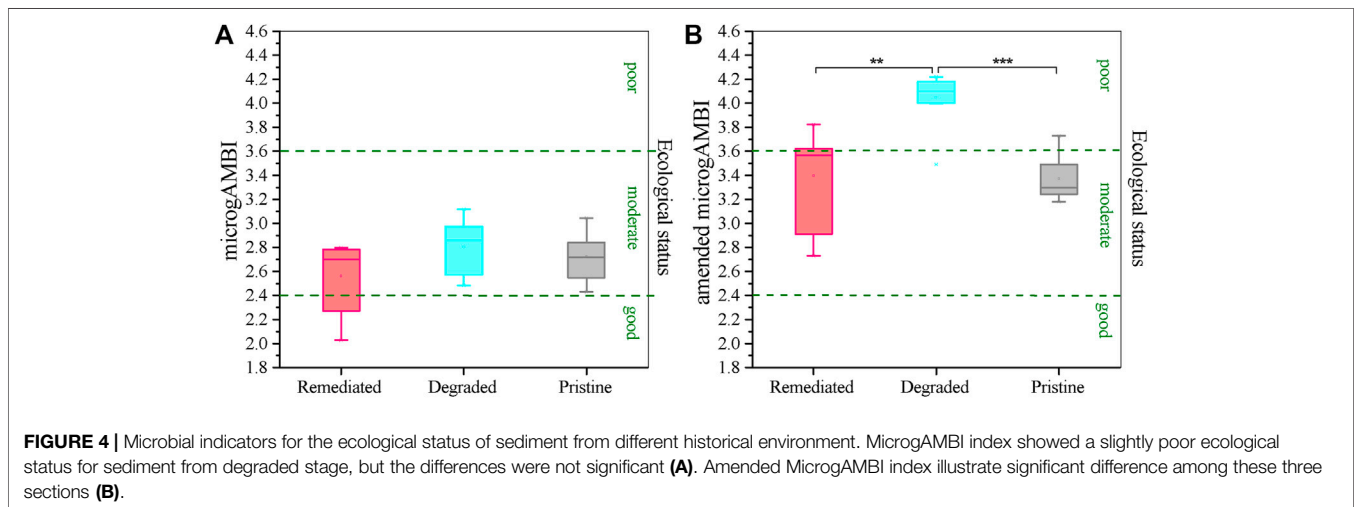 A
4.6
4.4
4.2
4.0
3.8
3.6
3.4
3.2
3.0
2.8
2.6
2.4
2.2
2.0
1.8
microgAMBI
poor
moderate
good
Ecological status
Remediated Degraded Pristine
B
4.6
4.4
4.2
4.0
3.8
3.6
3.4
3.2
3.0
2.8
2.6
2.4
2.2
2.0
1.8
amended microgAMBI
** ***
poor
moderate
good
Ecological status
Remediated Degraded Pristine
FIGURE 4 | Microbial indicators for the ecological status of sediment from different historical environment. MicrogAMBI index showed a slightly poor ecological
status for sediment from degraded stage, but the differences were not significant (A). Amended MicrogAMBI index illustrate significant difference among these three
sections (B).